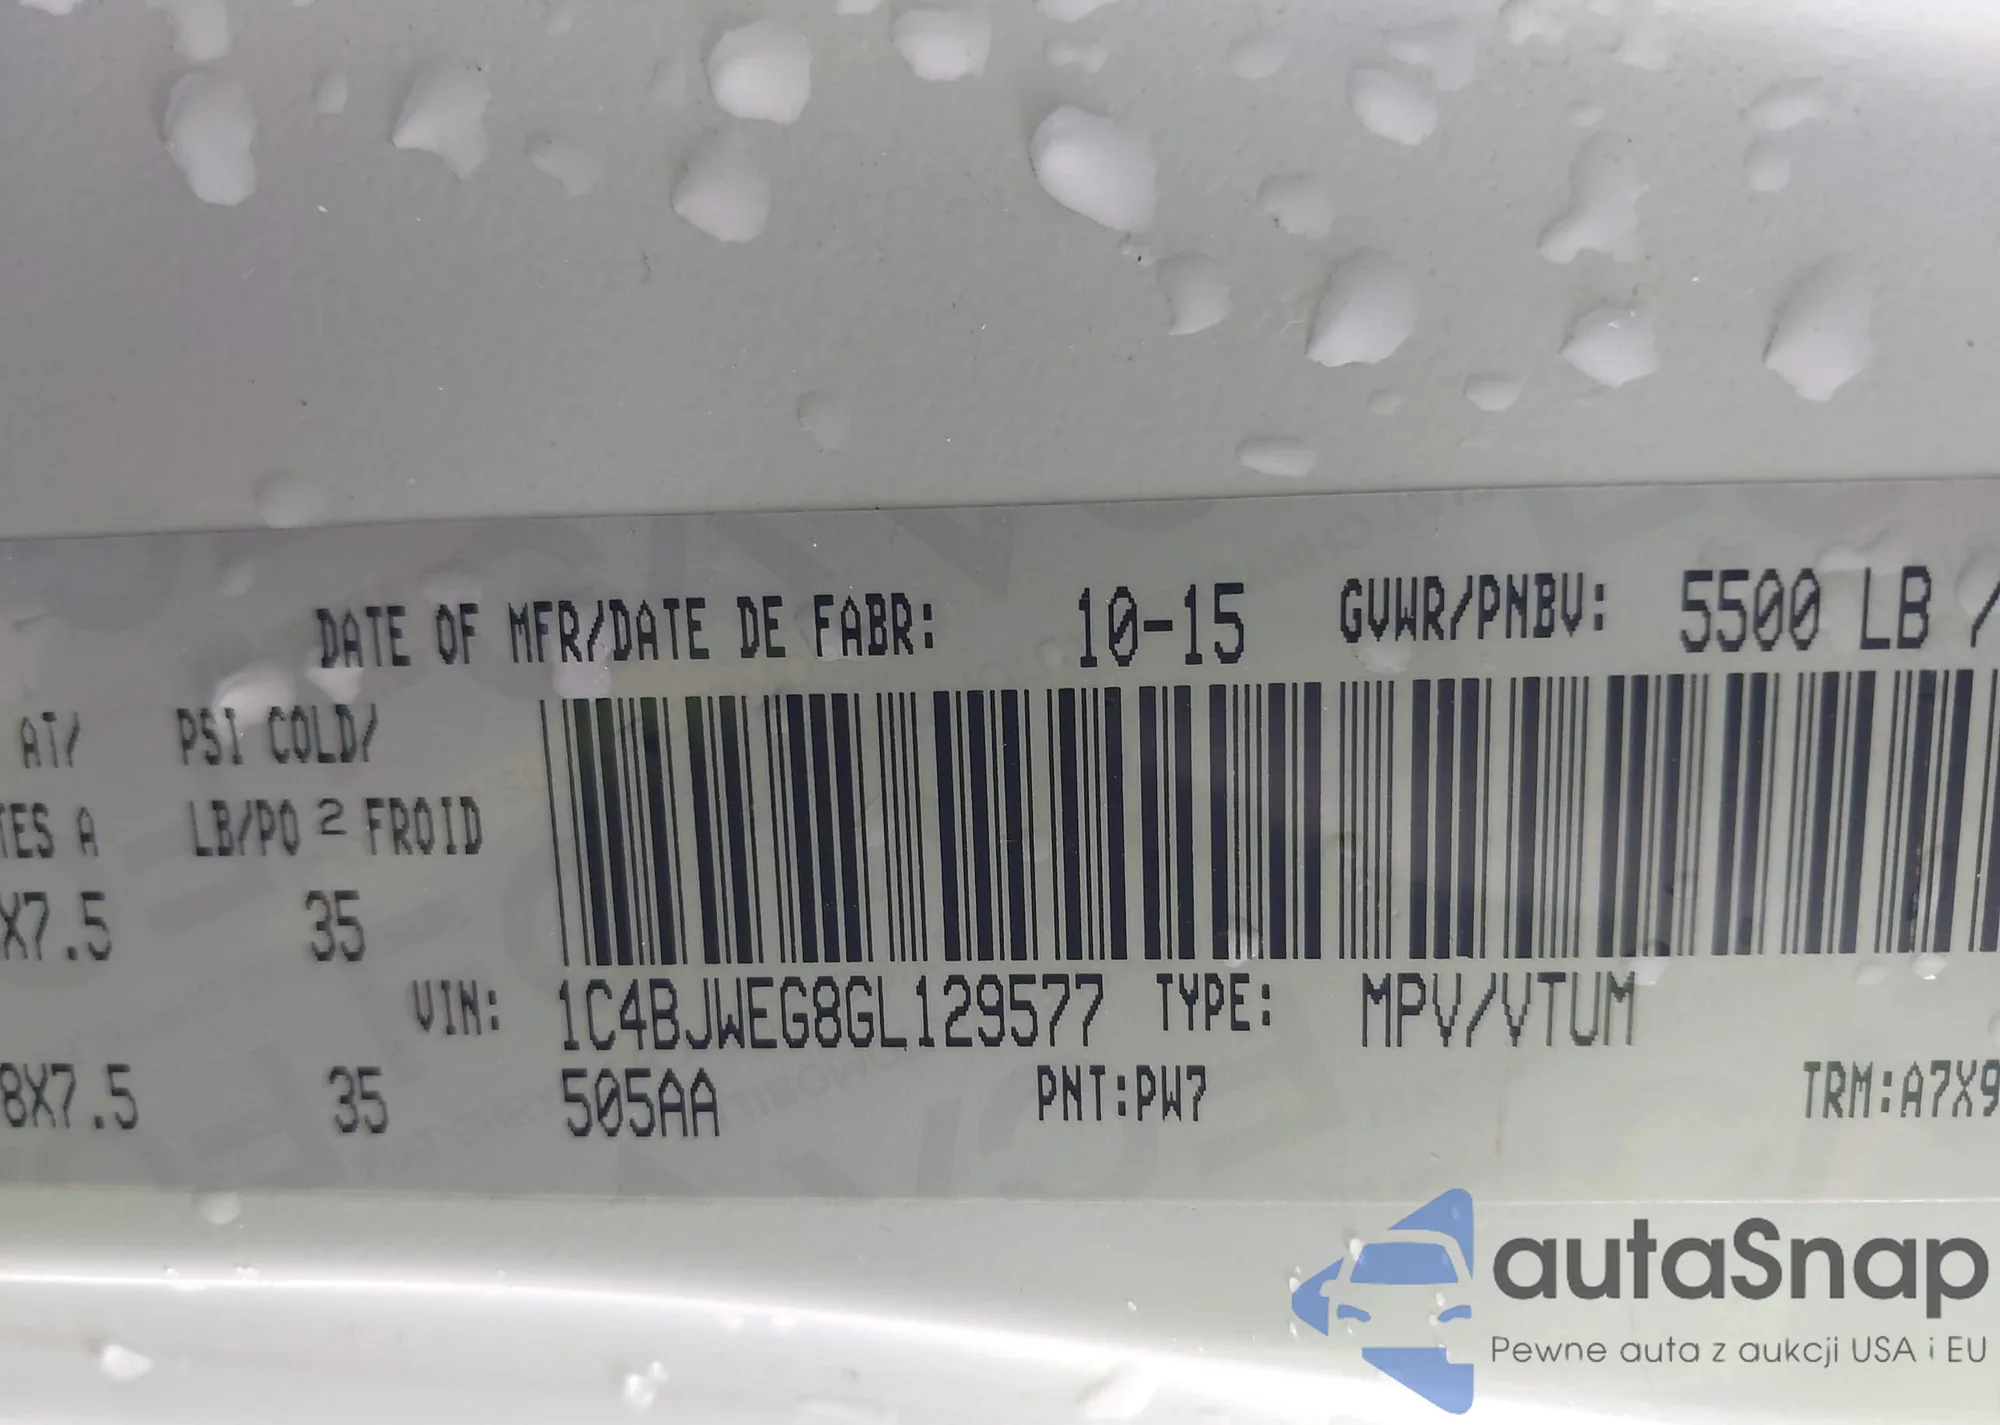 DATE OF MFR/DATE DE FABR: 10-15 GVWR/PNBV: 5500 LB /
AT/ PSI COLD/
TES A LB/PO 2 FROID
X7.5 35
VIN: 1C4BJWEG8GL129577 TYPE: MPV/VTUM
8X7.5 35 505AA PNT:PW7 TRM:A7X9
autaSnap
Pewne auta z aukcji USA i EU